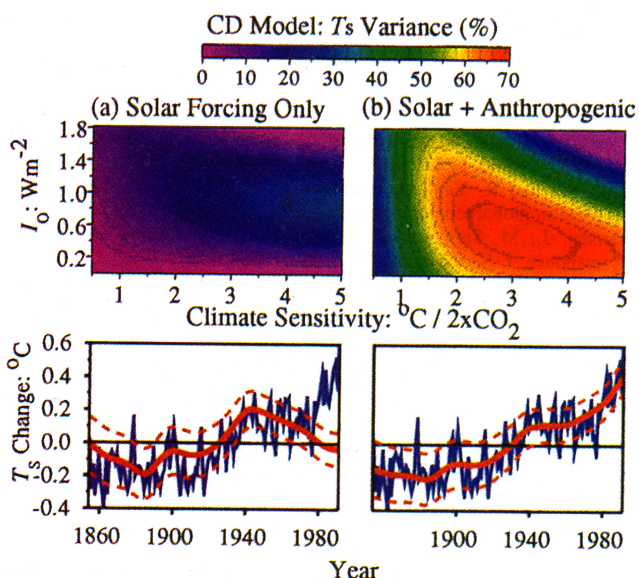 CD Model: Ts Variance (%)
0 10 20 30 40 50 60 70
(a) Solar Forcing Only (b) Solar + Anthropogenic
I₀: Wm⁻²
1.8
1.4
1.0
0.6
0.2
1 2 3 4 5 1 2 3 4 5
Climate Sensitivity: °C / 2xCO₂
Tₛ Change: °C
0.6
0.4
0.2
0.0
-0.2
-0.4
1860 1900 1940 1980 1900 1940 1980
Year